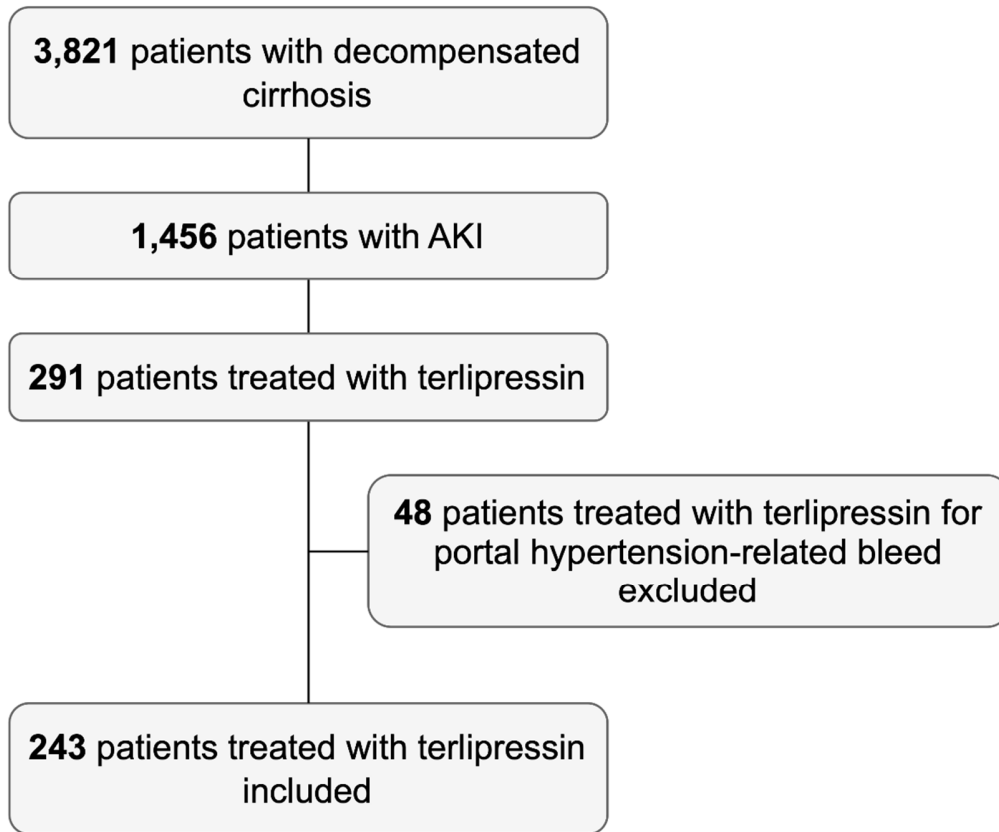 3,821 patients with decompensated
cirrhosis
1,456 patients with AKI
291 patients treated with terlipressin
48 patients treated with terlipressin for
portal hypertension-related bleed
excluded
243 patients treated with terlipressin
included